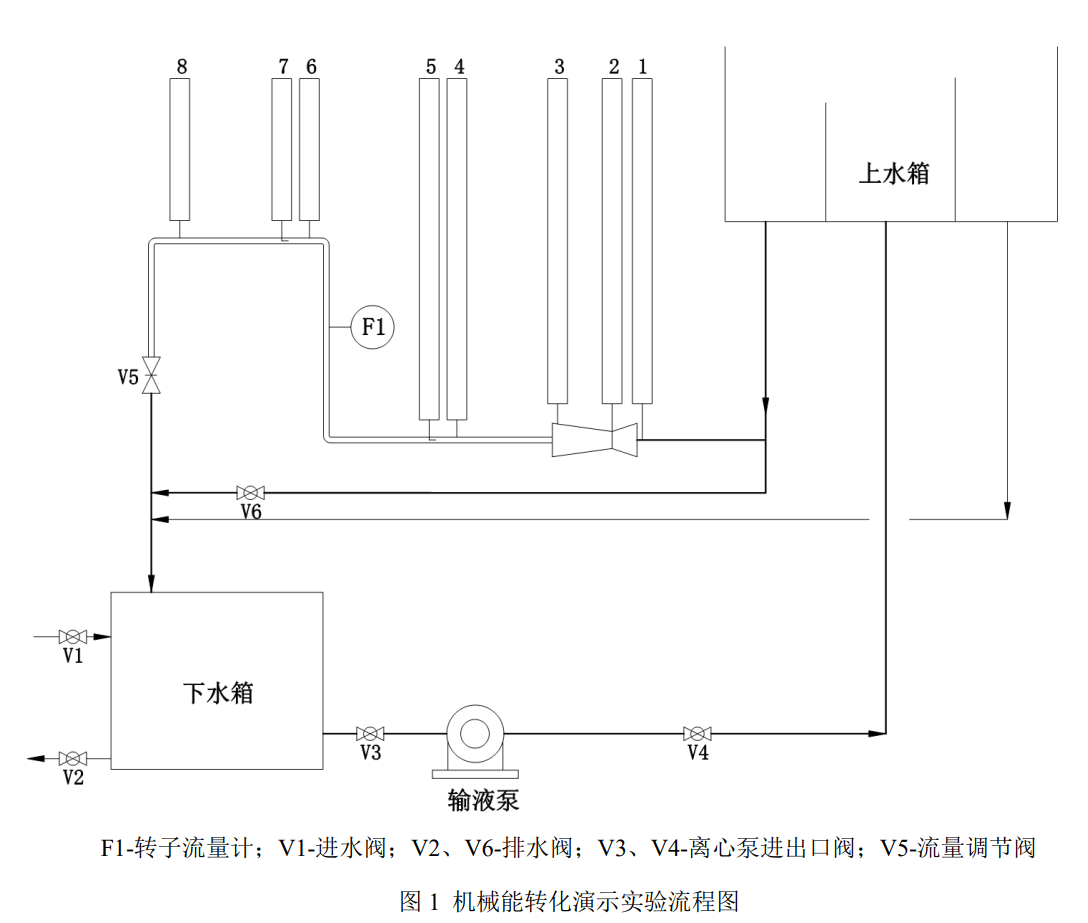 8 7 6 5 4 3 2 1
上水箱
F1
V5
V6
V1
下水箱
V3
V4
V2
输液泵
F1-转子流量计；V1-进水阀；V2、V6-排水阀；V3、V4-离心泵进出口阀；V5-流量调节阀
图 1 机械能转化演示实验流程图